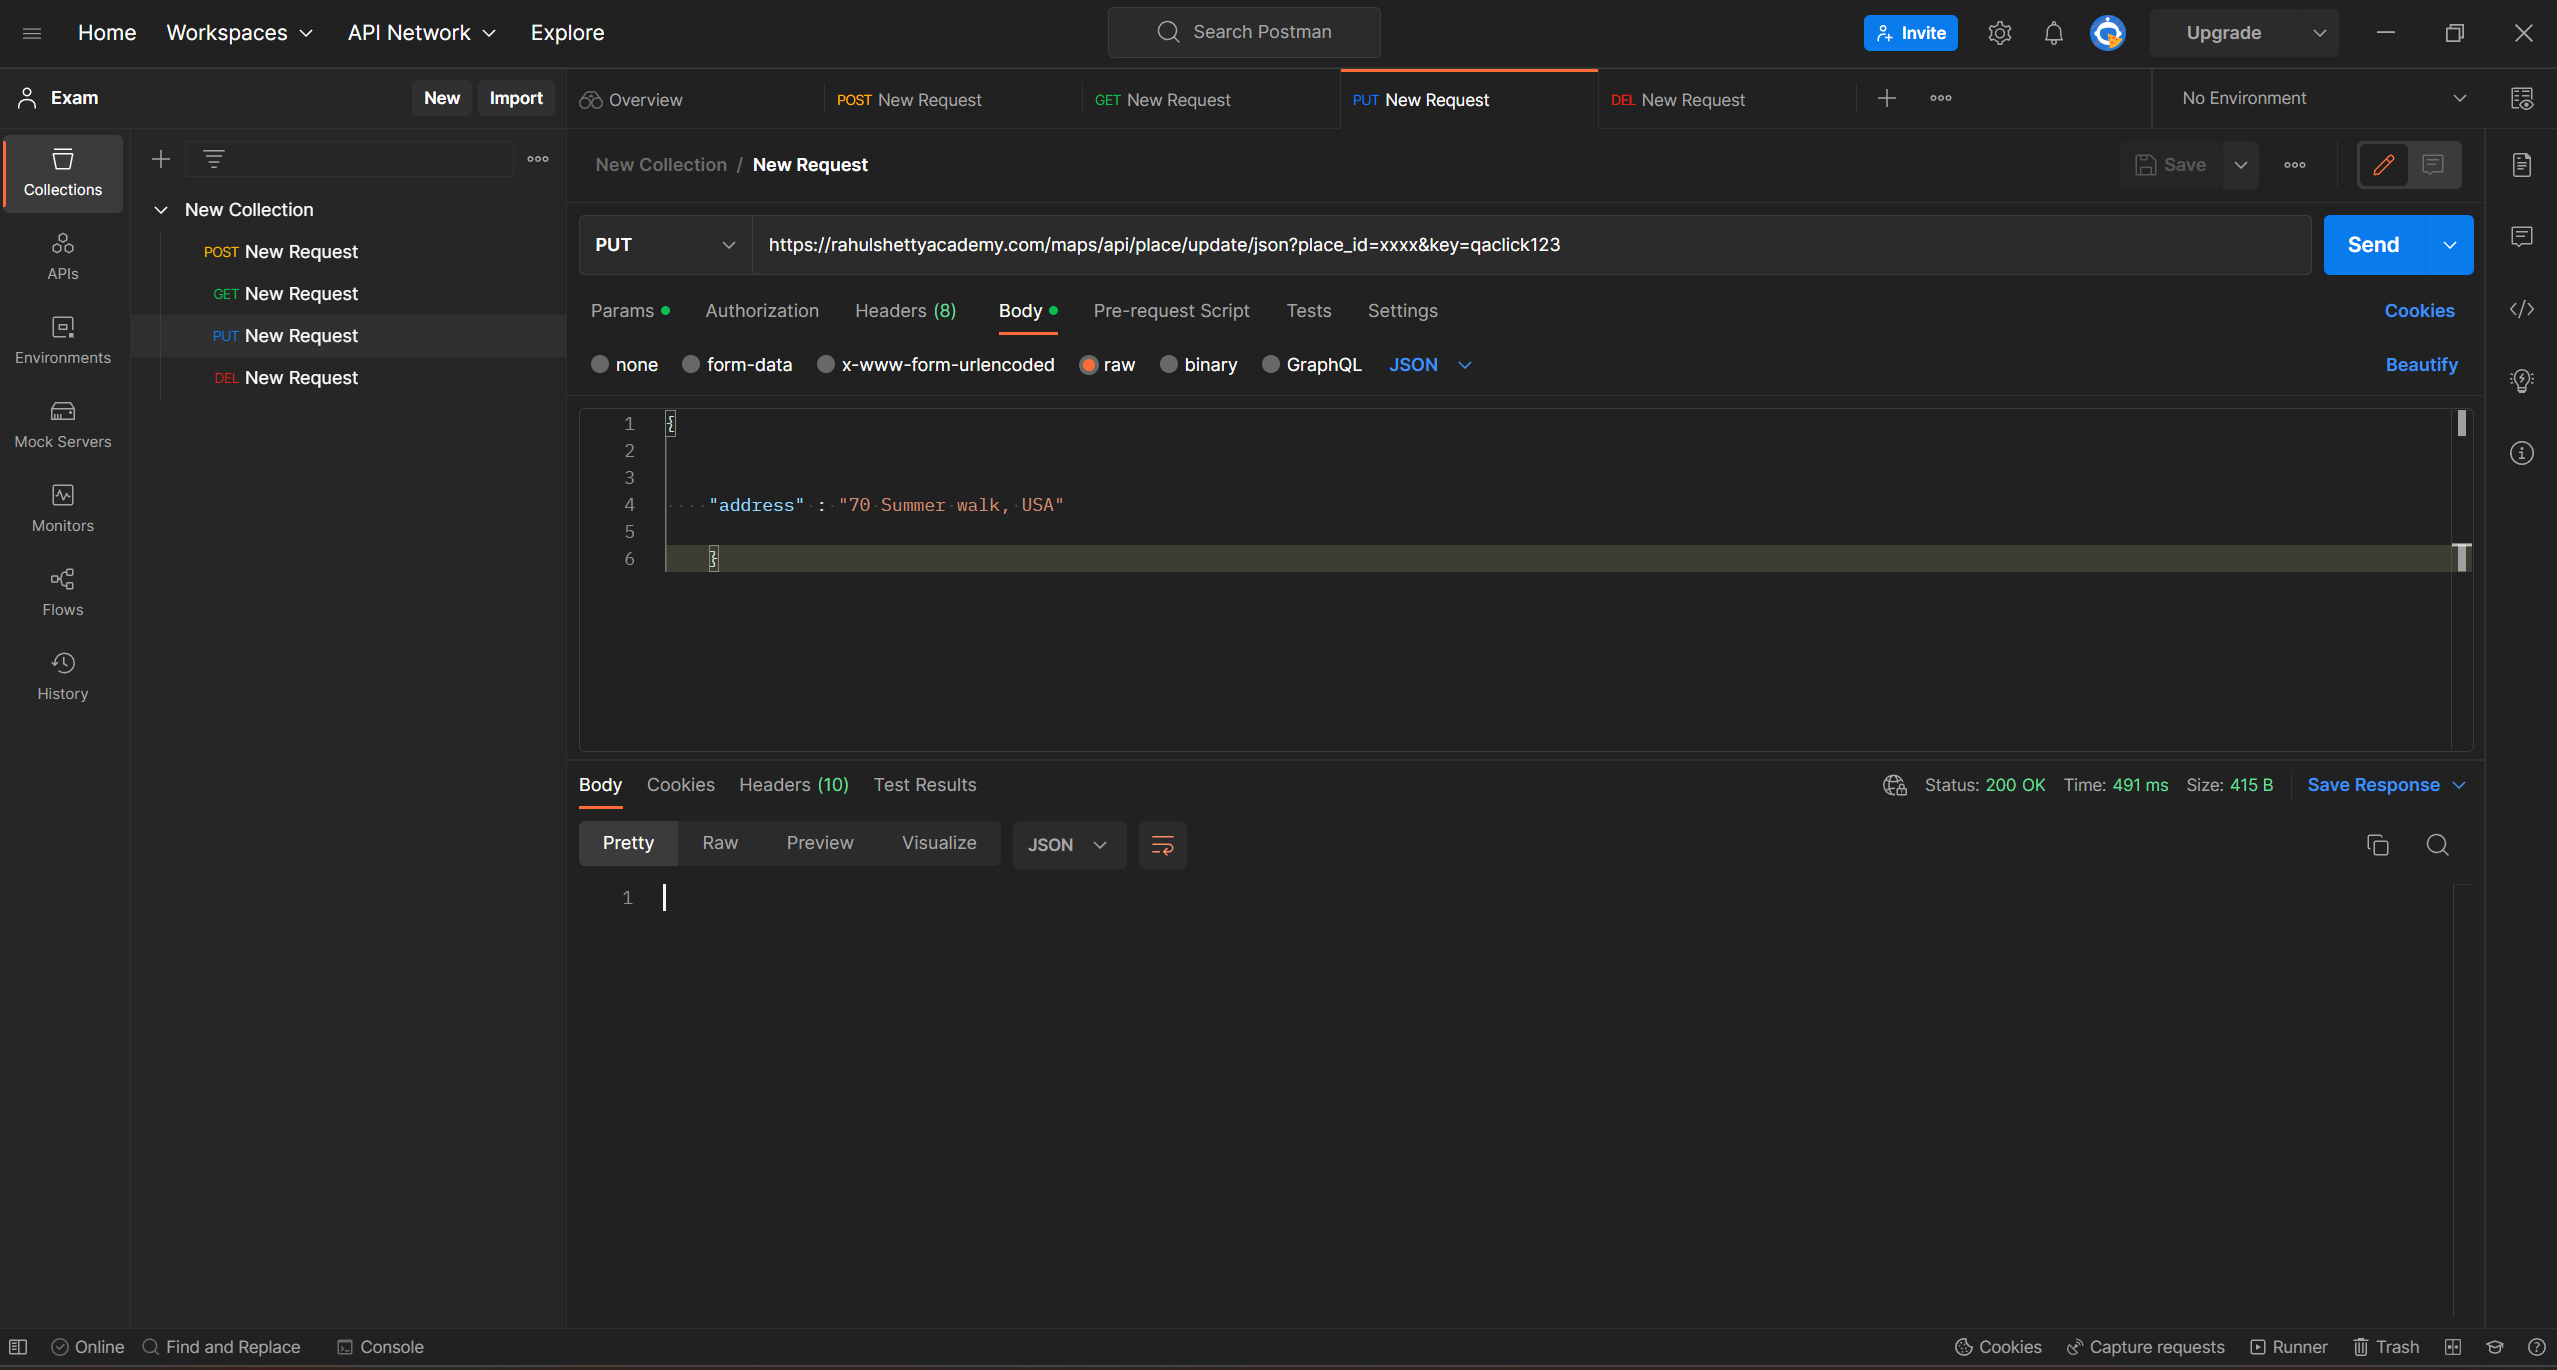 Home Workspaces API Network Explore Search Postman Invite Upgrade
Exam New Import Overview POST New Request GET New Request PUT New Request DEL New Request No Environment
Collections
APIs
Environments
Mock Servers
Monitors
Flows
History
New Collection
POST New Request
GET New Request
PUT New Request
DEL New Request
New Collection / New Request Save
PUT https://rahulshettyacademy.com/maps/api/place/update/json?place_id=xxxx&key=qaclick123 Send
Params Authorization Headers (8) Body Pre-request Script Tests Settings Cookies
none form-data x-www-form-urlencoded raw binary GraphQL JSON Beautify
1 {
2
3
4 "address" : "70 Summer walk, USA"
5
6 }
Body Cookies Headers (10) Test Results Status: 200 OK Time: 491 ms Size: 415 B Save Response
Pretty Raw Preview Visualize JSON
1
Online Find and Replace Console Cookies Capture requests Runner Trash